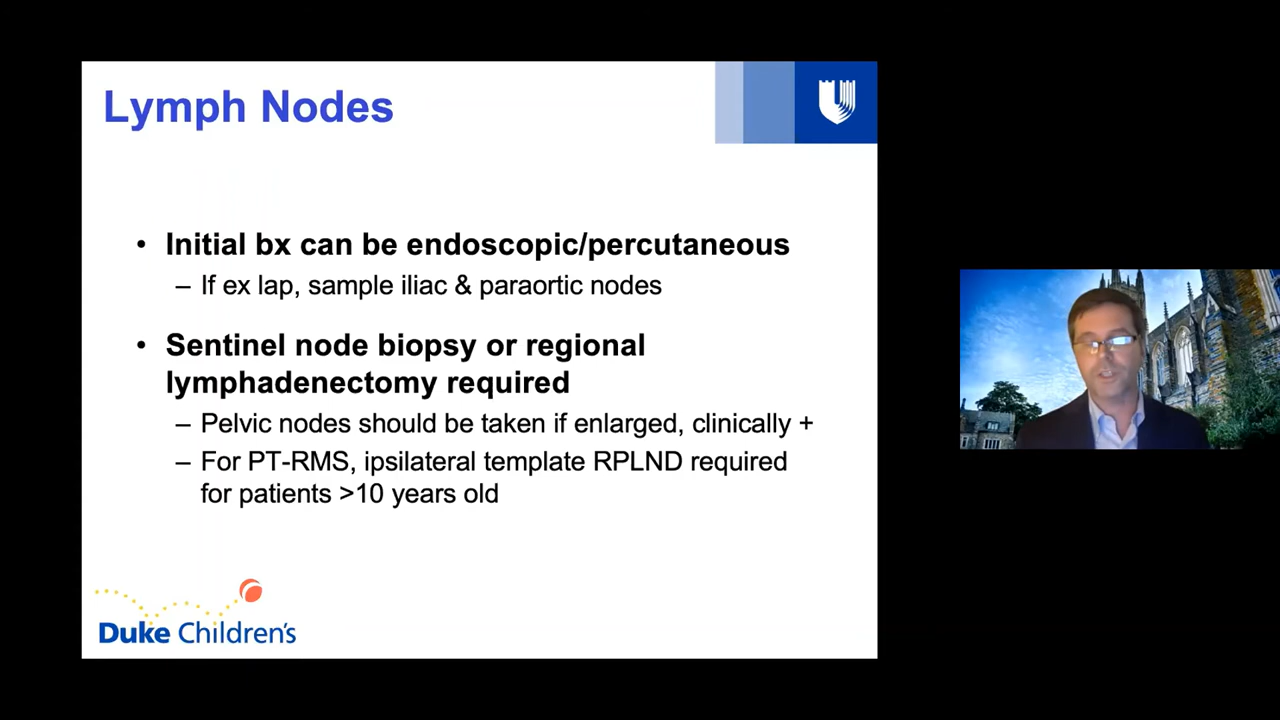 Lymph Nodes
• Initial bx can be endoscopic/percutaneous
– If ex lap, sample iliac & paraortic nodes
• Sentinel node biopsy or regional
lymphadenectomy required
– Pelvic nodes should be taken if enlarged, clinically +
– For PT-RMS, ipsilateral template RPLND required
for patients >10 years old
Duke Children's